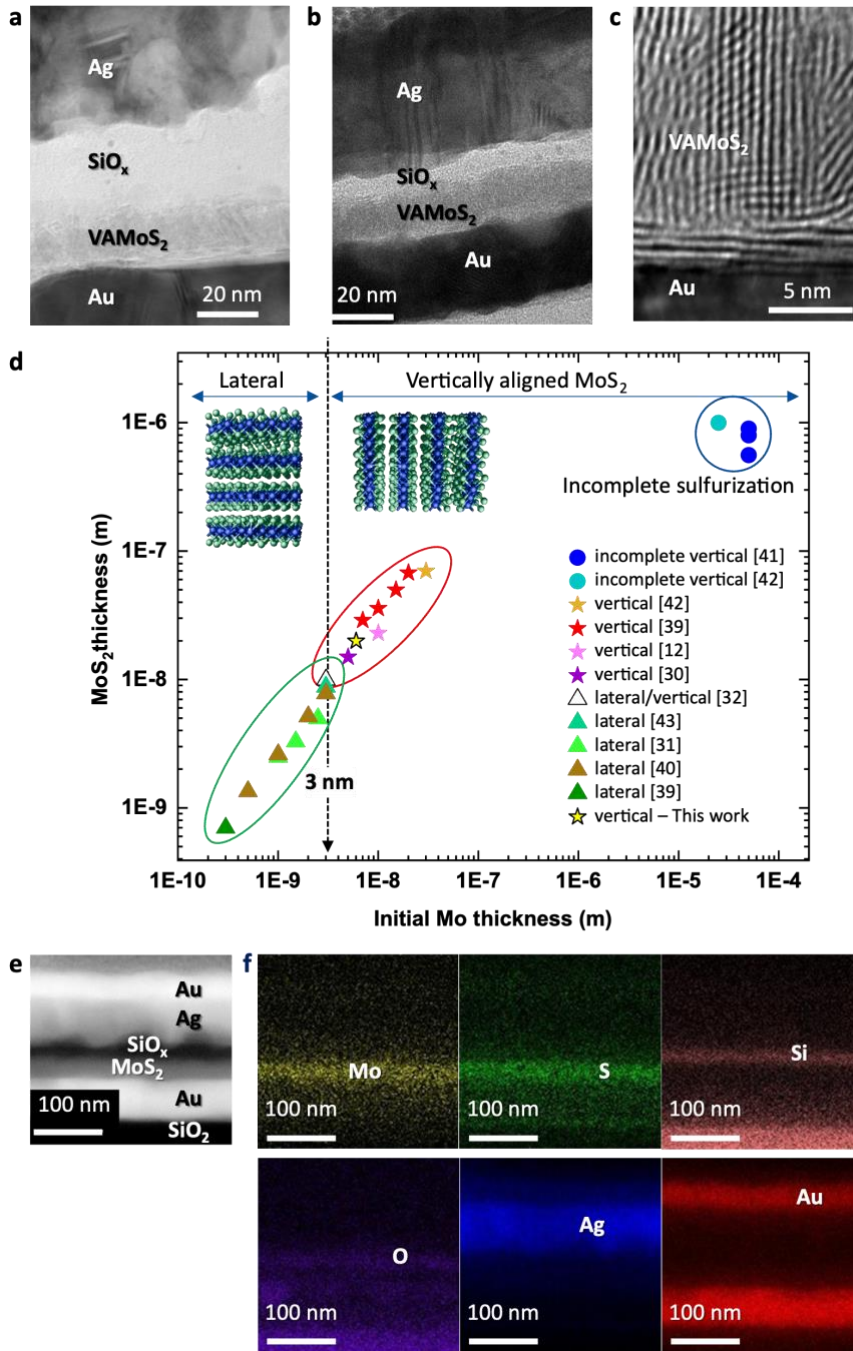 a
Ag
SiOₓ
VAMoS₂
Au
20 nm
b
Ag
SiOₓ
VAMoS₂
Au
20 nm
c
VAMoS₂
Au
5 nm
d
Lateral
Vertically aligned MoS₂
Incomplete sulfurization
3 nm
MoS₂thickness (m)
1E-6
1E-7
1E-8
1E-9
1E-10
1E-9
1E-8
1E-7
1E-6
1E-5
1E-4
Initial Mo thickness (m)
incomplete vertical [41]
incomplete vertical [42]
vertical [42]
vertical [39]
vertical [12]
vertical [30]
lateral/vertical [32]
lateral [43]
lateral [31]
lateral [40]
lateral [39]
vertical – This work
e
Au
Ag
SiOₓ
MoS₂
Au
SiO₂
100 nm
f
Mo
100 nm
S
100 nm
Si
100 nm
O
100 nm
Ag
100 nm
Au
100 nm